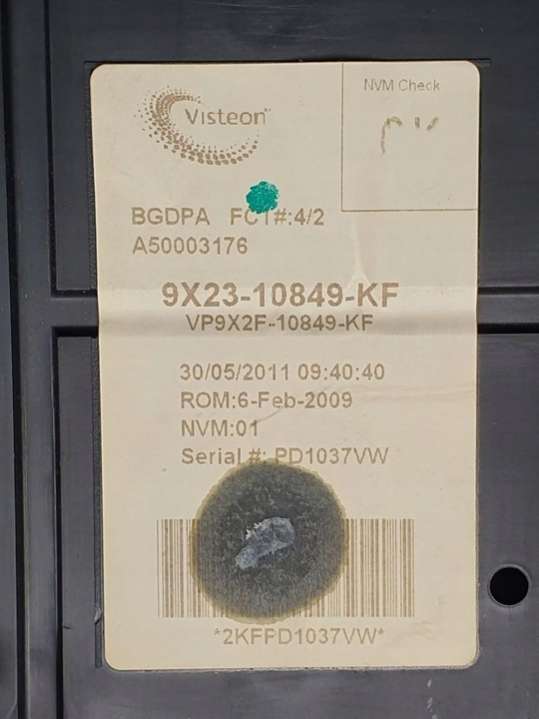 Visteon
NVM Check
BGDPA FCT#:4/2
A50003176
9X23-10849-KF
VP9X2F-10849-KF
30/05/2011 09:40:40
ROM:6-Feb-2009
NVM:01
Serial #: PD1037VW
*2KFPD1037VW*